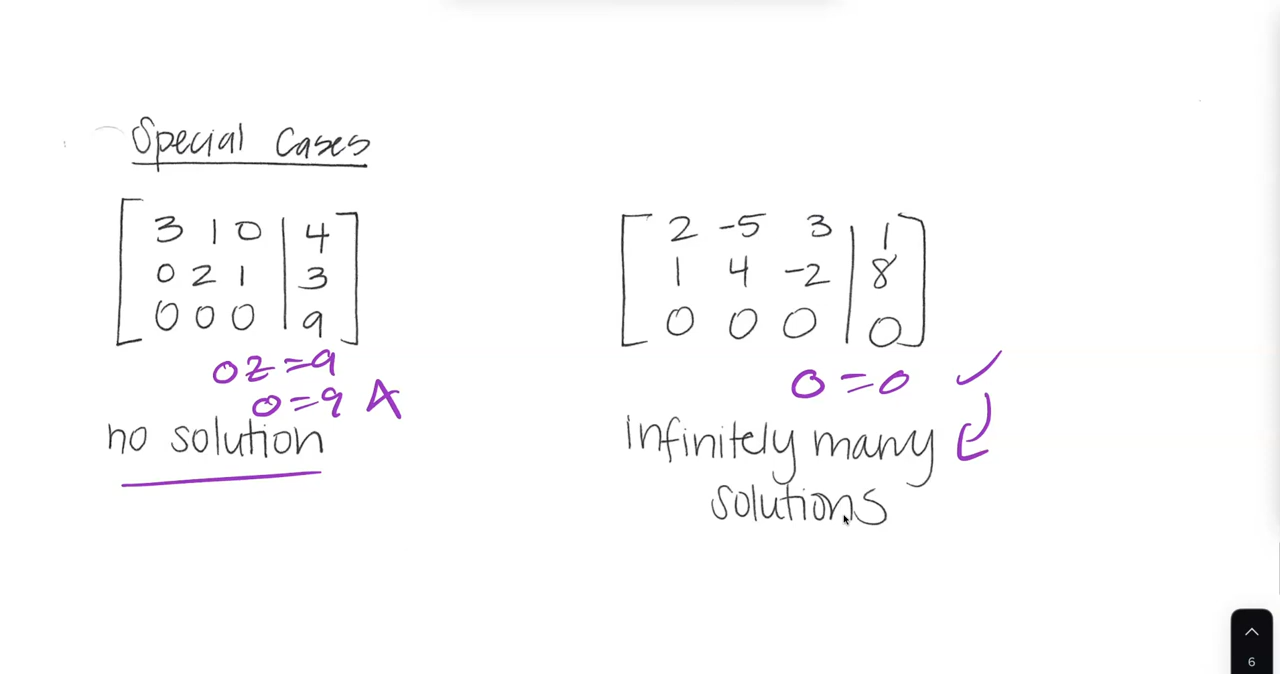 Special Cases
3 1 0 | 4
0 2 1 | 3
0 0 0 | 9
0z=9
0=9
no solution
2 -5 3 | 1
1 4 -2 | 8
0 0 0 | 0
0=0 ✓
infinitely many
solutions
6